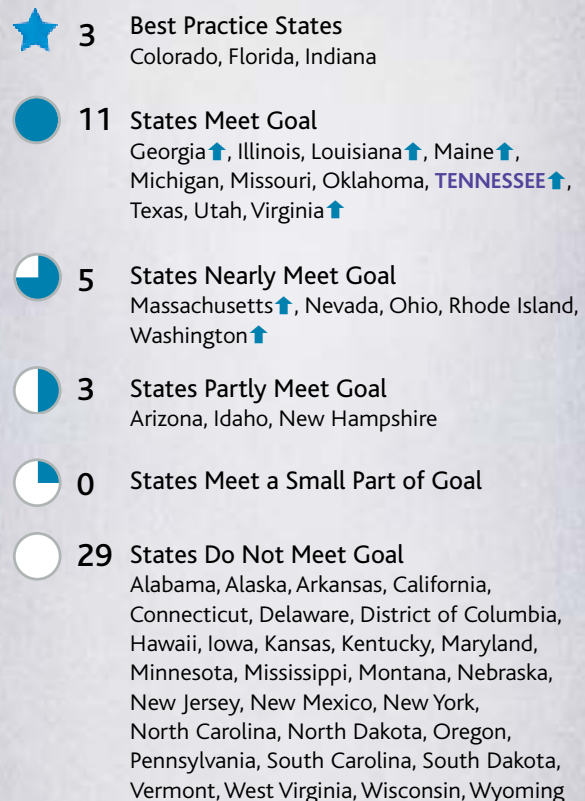 3 Best Practice States
Colorado, Florida, Indiana
11 States Meet Goal
Georgia⬆, Illinois, Louisiana⬆, Maine⬆,
Michigan, Missouri, Oklahoma, TENNESSEE⬆,
Texas, Utah, Virginia⬆
5 States Nearly Meet Goal
Massachusetts⬆, Nevada, Ohio, Rhode Island,
Washington⬆
3 States Partly Meet Goal
Arizona, Idaho, New Hampshire
0 States Meet a Small Part of Goal
29 States Do Not Meet Goal
Alabama, Alaska, Arkansas, California,
Connecticut, Delaware, District of Columbia,
Hawaii, Iowa, Kansas, Kentucky, Maryland,
Minnesota, Mississippi, Montana, Nebraska,
New Jersey, New Mexico, New York,
North Carolina, North Dakota, Oregon,
Pennsylvania, South Carolina, South Dakota,
Vermont, West Virginia, Wisconsin, Wyoming